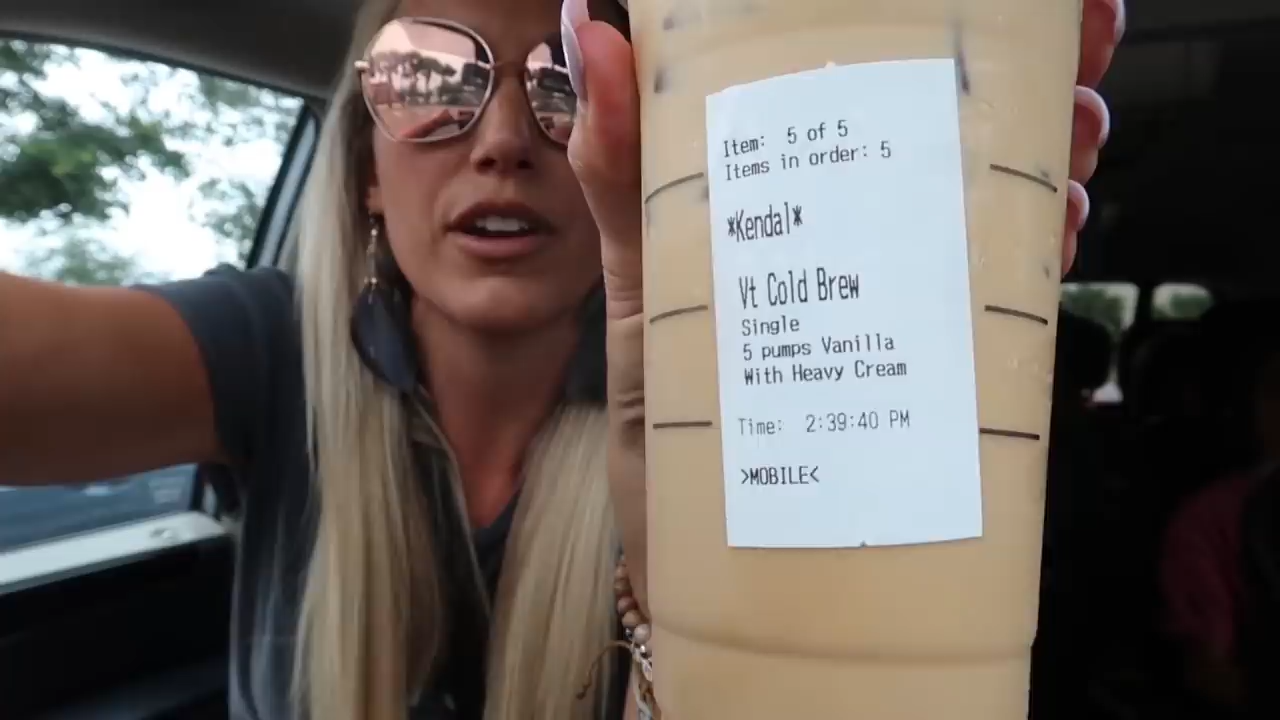 Item: 5 of 5
Items in order: 5
*Kendal*
Vt Cold Brew
Single
5 pumps Vanilla
With Heavy Cream
Time: 2:39:40 PM
>MOBILE<